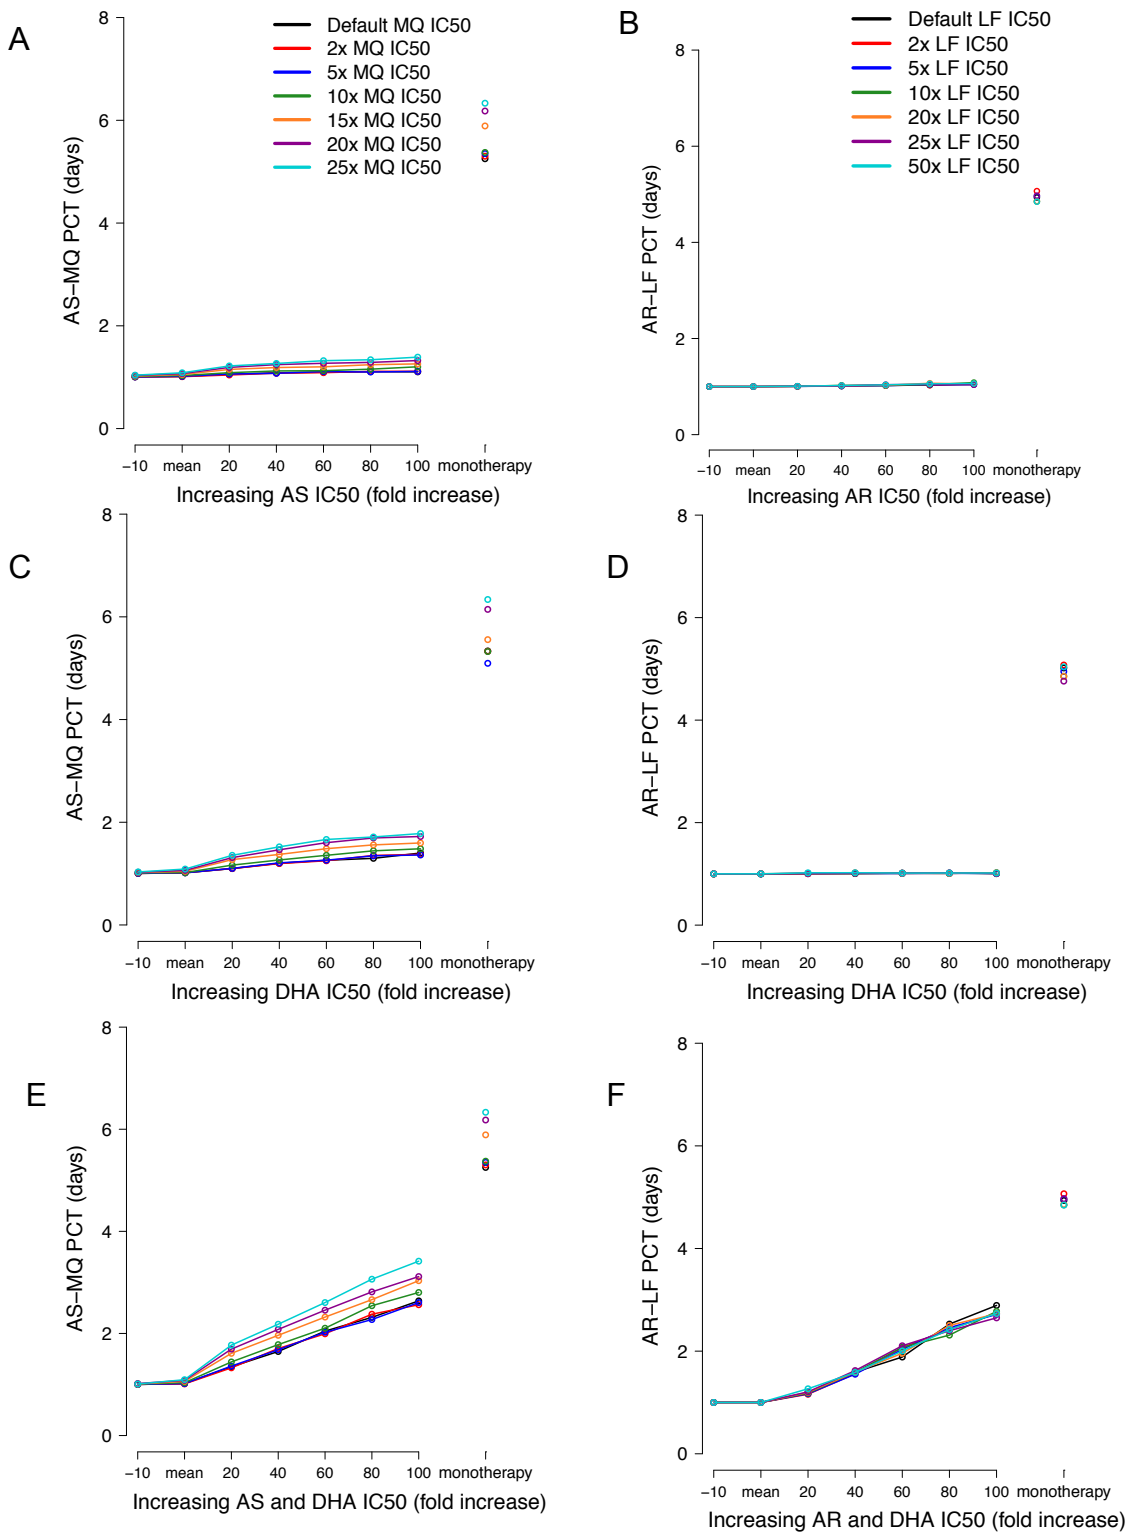 A
8
6
4
2
0
AS−MQ PCT (days)
Default MQ IC50
2x MQ IC50
5x MQ IC50
10x MQ IC50
15x MQ IC50
20x MQ IC50
25x MQ IC50
−10 mean 20 40 60 80 100 monotherapy
Increasing AS IC50 (fold increase)
B
8
6
4
2
0
AR−LF PCT (days)
Default LF IC50
2x LF IC50
5x LF IC50
10x LF IC50
20x LF IC50
25x LF IC50
50x LF IC50
−10 mean 20 40 60 80 100 monotherapy
Increasing AR IC50 (fold increase)
C
8
6
4
2
0
AS−MQ PCT (days)
−10 mean 20 40 60 80 100 monotherapy
Increasing DHA IC50 (fold increase)
D
8
6
4
2
0
AR−LF PCT (days)
−10 mean 20 40 60 80 100 monotherapy
Increasing DHA IC50 (fold increase)
E
8
6
4
2
0
AS−MQ PCT (days)
−10 mean 20 40 60 80 100 monotherapy
Increasing AS and DHA IC50 (fold increase)
F
8
6
4
2
0
AR−LF PCT (days)
−10 mean 20 40 60 80 100 monotherapy
Increasing AR and DHA IC50 (fold increase)